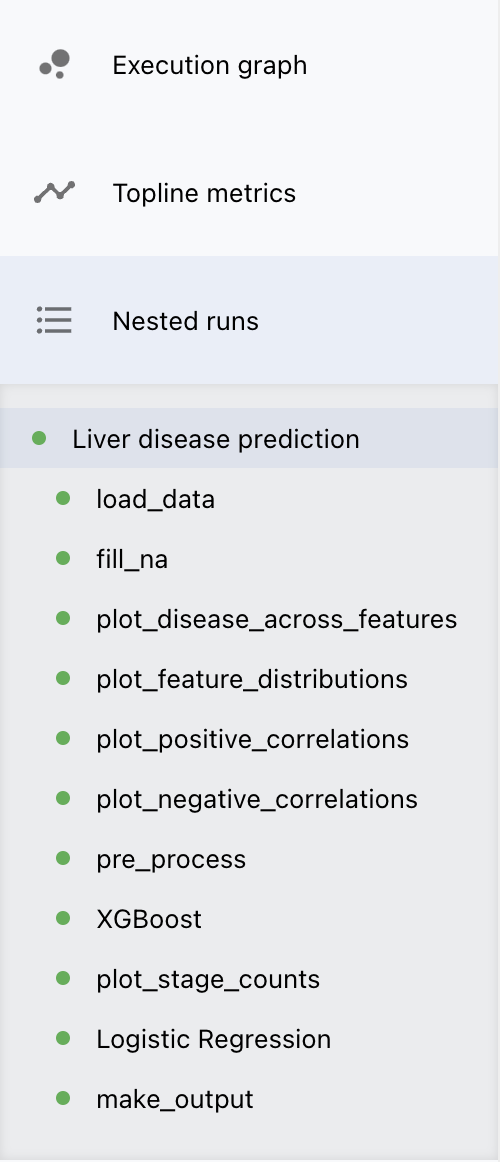 Execution graph
Topline metrics
Nested runs
Liver disease prediction
load_data
fill_na
plot_disease_across_features
plot_feature_distributions
plot_positive_correlations
plot_negative_correlations
pre_process
XGBoost
plot_stage_counts
Logistic Regression
make_output